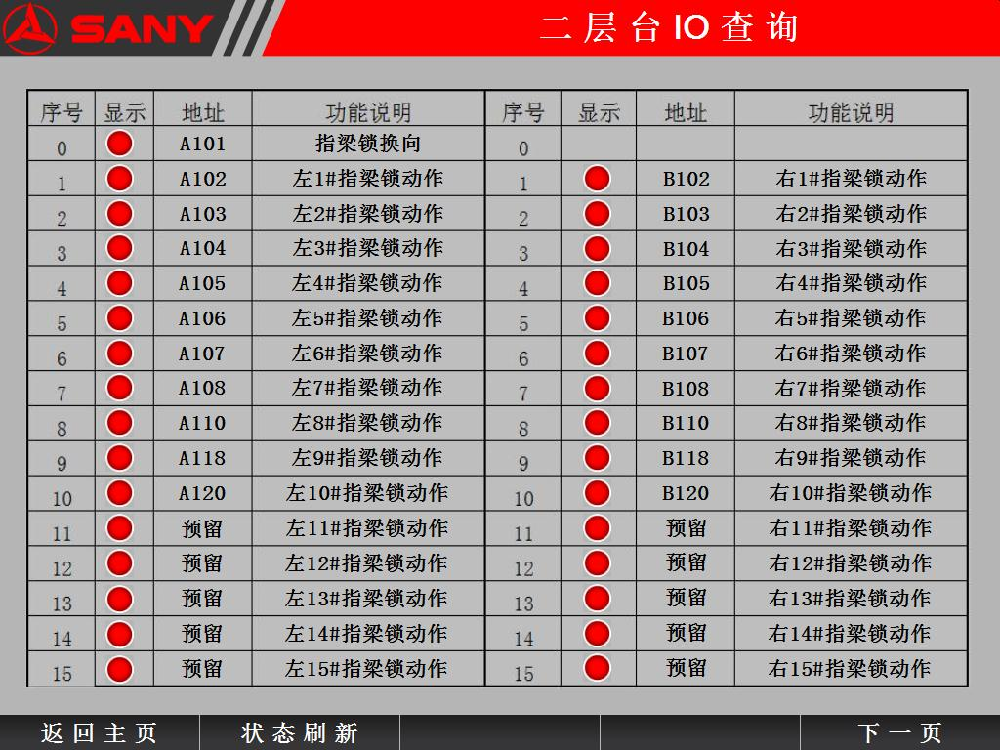 SANY
二层台IO查询
序号 显示 地址 功能说明 序号 显示 地址 功能说明
0 A101 指梁锁换向 0
1 A102 左1#指梁锁动作 1 B102 右1#指梁锁动作
2 A103 左2#指梁锁动作 2 B103 右2#指梁锁动作
3 A104 左3#指梁锁动作 3 B104 右3#指梁锁动作
4 A105 左4#指梁锁动作 4 B105 右4#指梁锁动作
5 A106 左5#指梁锁动作 5 B106 右5#指梁锁动作
6 A107 左6#指梁锁动作 6 B107 右6#指梁锁动作
7 A108 左7#指梁锁动作 7 B108 右7#指梁锁动作
8 A110 左8#指梁锁动作 8 B110 右8#指梁锁动作
9 A118 左9#指梁锁动作 9 B118 右9#指梁锁动作
10 A120 左10#指梁锁动作 10 B120 右10#指梁锁动作
11 预留 左11#指梁锁动作 11 预留 右11#指梁锁动作
12 预留 左12#指梁锁动作 12 预留 右12#指梁锁动作
13 预留 左13#指梁锁动作 13 预留 右13#指梁锁动作
14 预留 左14#指梁锁动作 14 预留 右14#指梁锁动作
15 预留 左15#指梁锁动作 15 预留 右15#指梁锁动作
返回主页 状态刷新 下一页